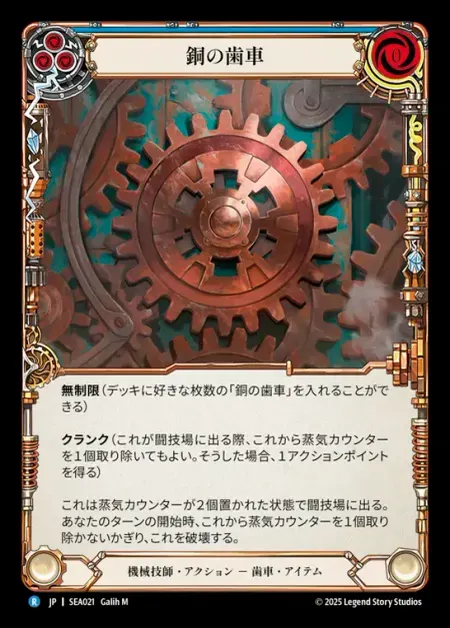 銅の歯車
0
無制限(デッキに好きな枚数の「銅の歯車」を入れることがで
きる)
クランク(これが闘技場に出る際、これから蒸気カウンター
を1個取り除いてもよい。そうした場合、1アクションポイント
を得る)
これは蒸気カウンターが2個置かれた状態で闘技場に出る。
あなたのターンの開始時、これから蒸気カウンターを1個取り
除かないかぎり、これを破壊する。
機械技師・アクション － 歯車・アイテム
R JP SEA021 Galih M
© 2025 Legend Story Studios